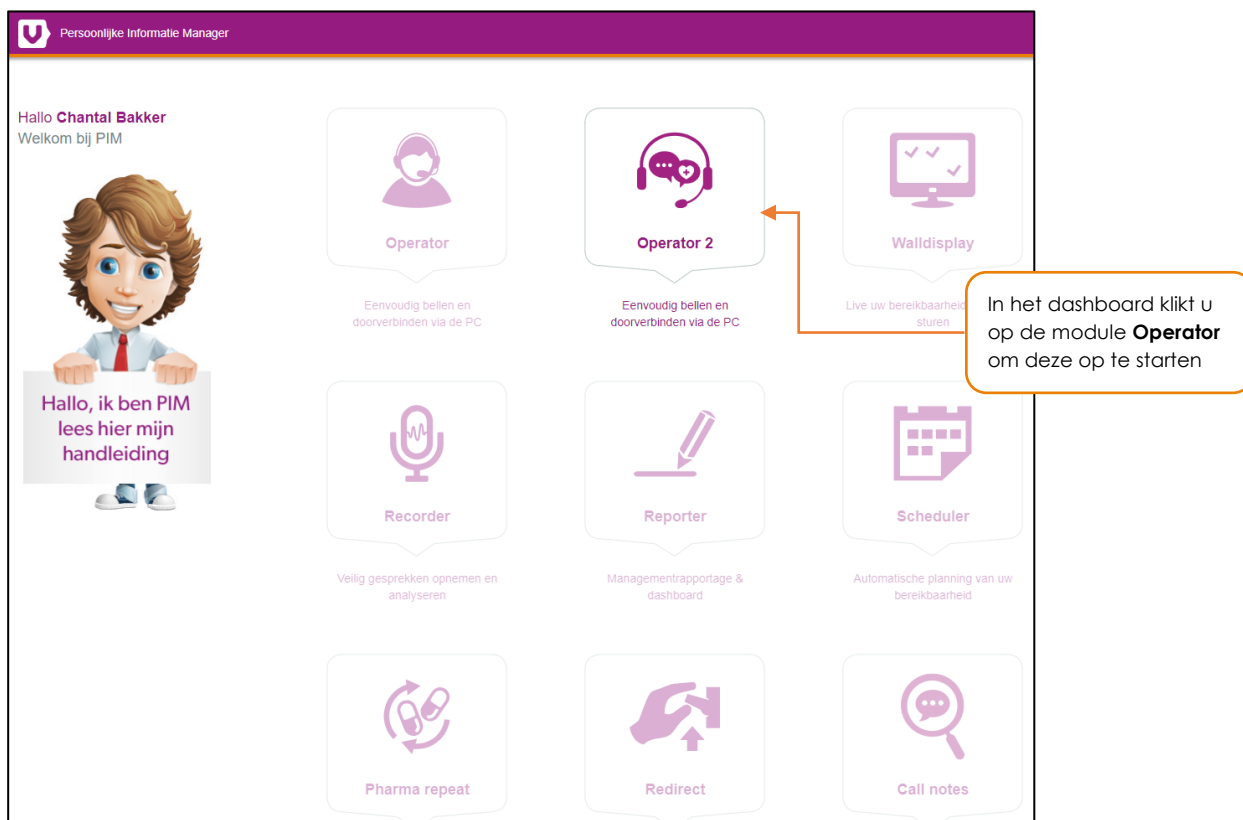 Persoonlijke Informatie Manager
Hallo Chantal Bakker
Welkom bij PIM
Hallo, ik ben PIM
lees hier mijn
handleiding
Operator
Eenvoudig bellen en
doorverbinden via de PC
Operator 2
Eenvoudig bellen en
doorverbinden via de PC
Walldisplay
Live uw bereikbaarheid
sturen
In het dashboard klikt u
op de module Operator
om deze op te starten
Recorder
Veilig gesprekken opnemen en
analyseren
Reporter
Managementrapportage &
dashboard
Scheduler
Automatische planning van uw
bereikbaarheid
Pharma repeat
Redirect
Call notes